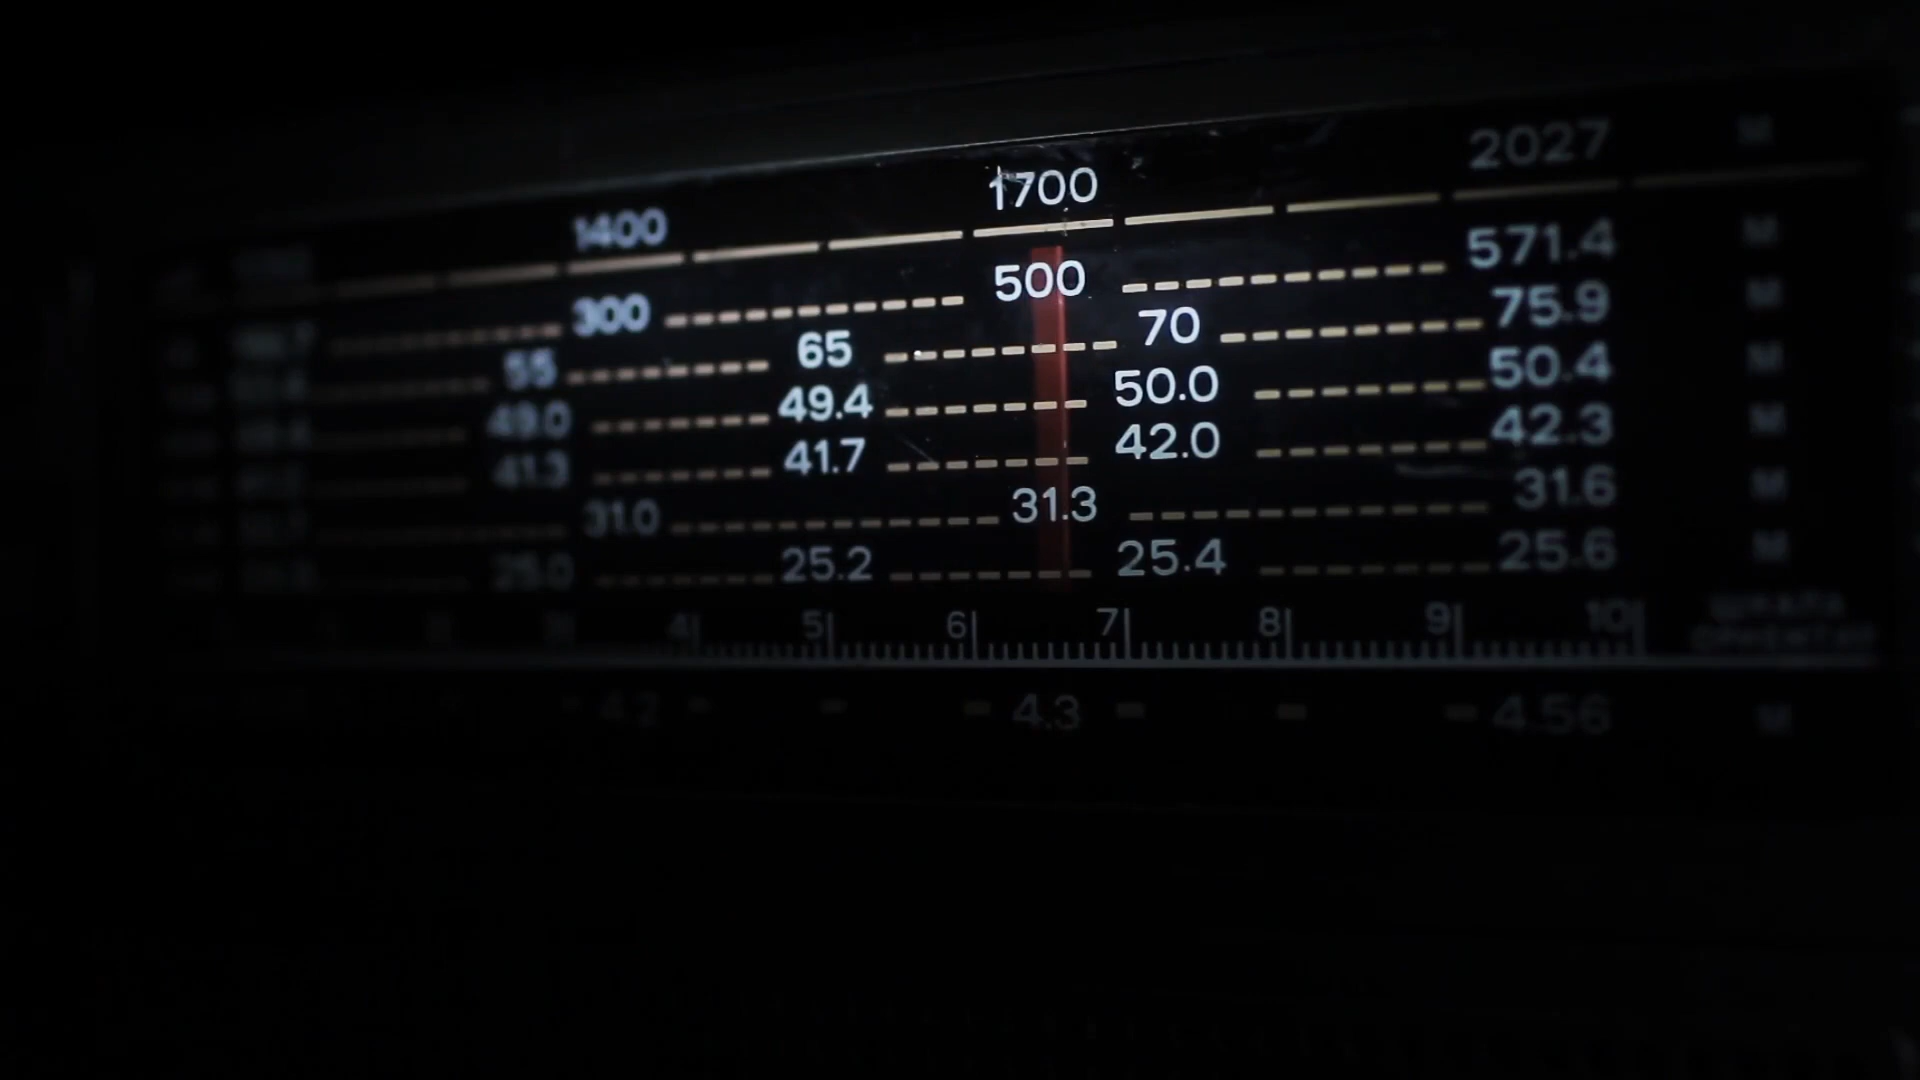 1400 1700 2027 М
300 500 571.4 М
55 65 70 75.9 М
49.0 49.4 50.0 50.4 М
41.3 41.7 42.0 42.3 М
31.0 31.3 31.6 М
25.0 25.2 25.4 25.6 М
4 5 6 7 8 9 10 ШКАЛА
4.2 4.3 4.56 М